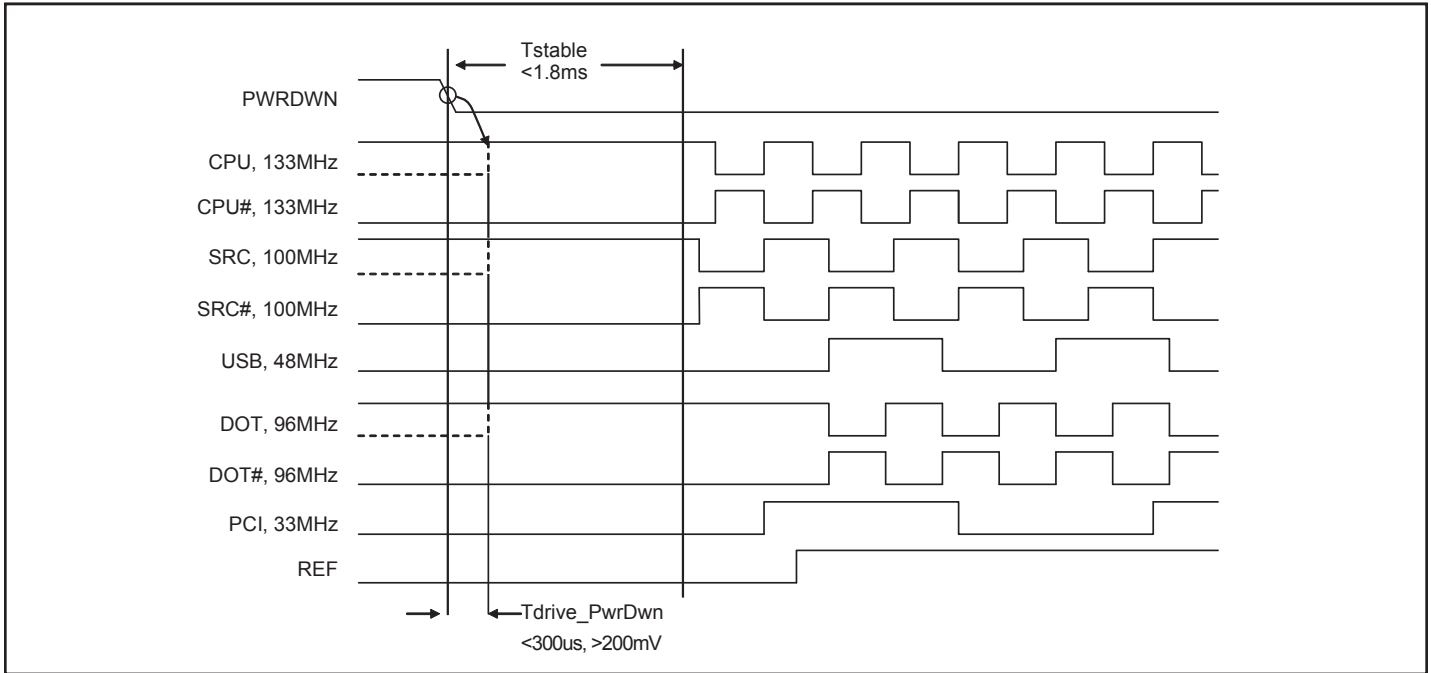 Tstable
<1.8ms
PWRDWN
CPU, 133MHz
CPU#, 133MHz
SRC, 100MHz
SRC#, 100MHz
USB, 48MHz
DOT, 96MHz
DOT#, 96MHz
PCI, 33MHz
REF
Tdrive_PwrDwn
<300us, >200mV